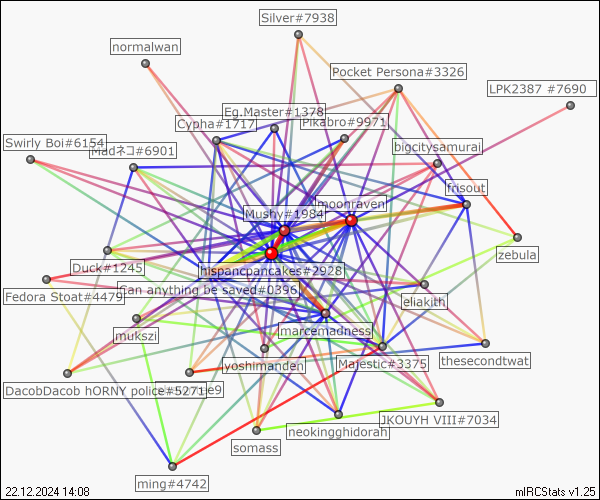 Silver#7938
normalwan
Pocket Persona#3326
LPK2387 #7690
Eg.Master#1378
Cypha#1717
Pikabro#9971
Swirly Boi#6154
Madネコ#6901
bigcitysamurai
frisout
moonraven
Mushy#1984
zebula
Duck#1245
hispancpancakes#2928
Fedora Stoat#4479
Can anything be saved#0396
eliakith
mukszi
marcemadness
yoshimanden
Majestic#3375
thesecondtwat
DacobDacob hORNY police#5271
JKOUYH VIII#7034
neokingghidorah
somass
ming#4742
22.12.2024 14:08
mIRCStats v1.25